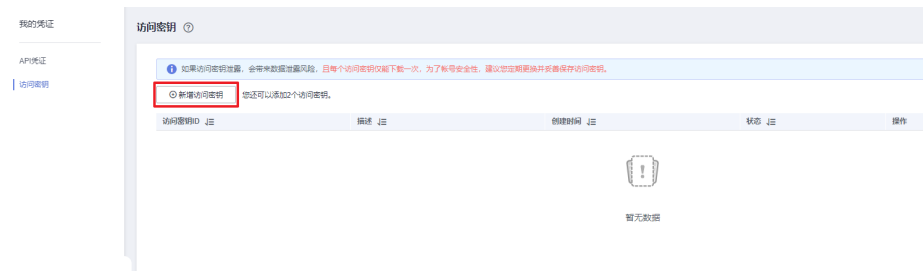 我的凭证
访问密钥
API凭证
访问密钥
如果访问密钥泄露，会带来数据泄露风险，且每个访问密钥仅能下载一次，为了帐号安全性，建议您定期更换并妥善保存访问密钥。
新增访问密钥 您还可以添加2个访问密钥。
访问密钥ID 描述 创建时间 状态 操作
暂无数据